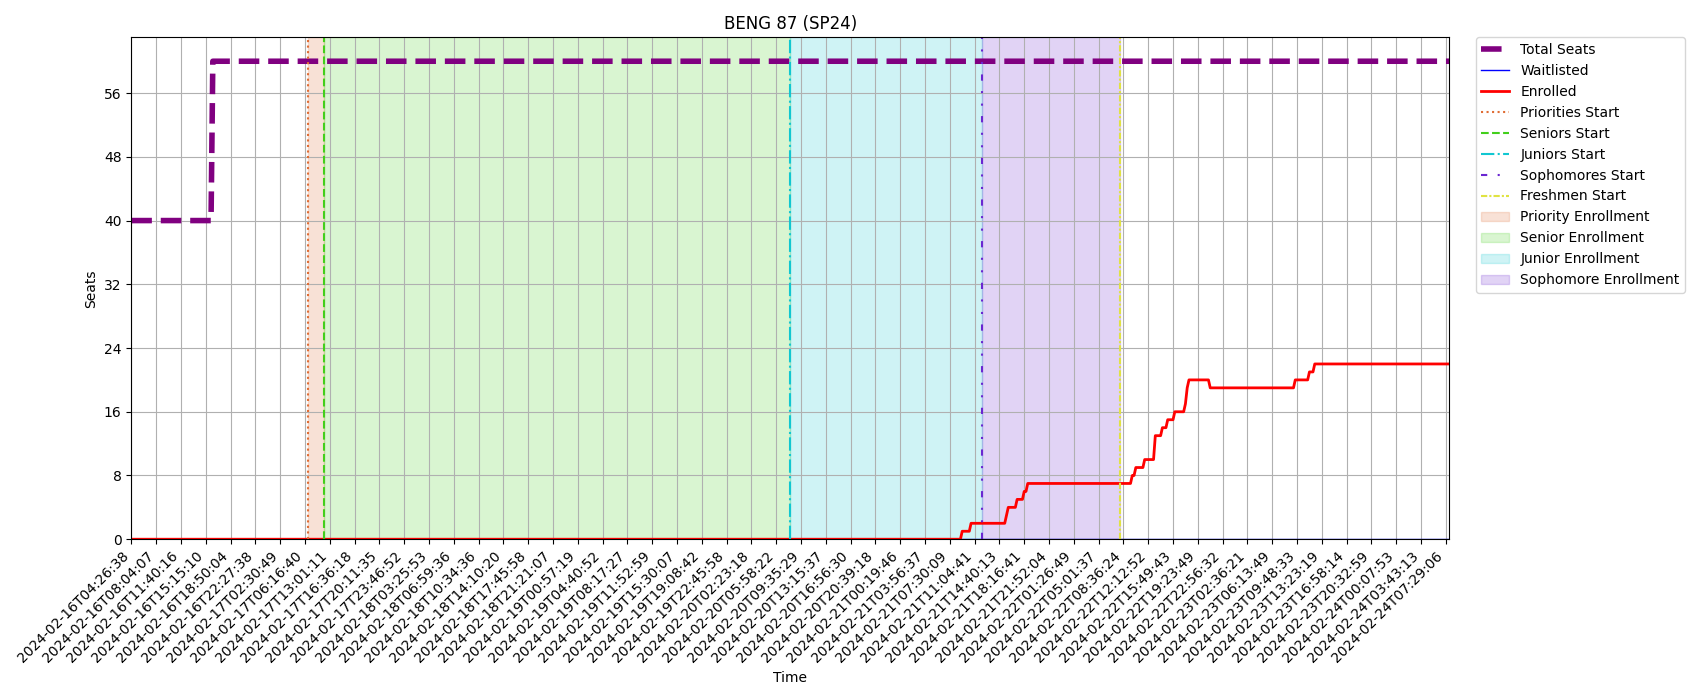 BENG 87 (SP24)
Seats
56
48
40
32
24
16
8
0
2024-02-16T04:26:38
2024-02-16T08:04:07
2024-02-16T11:40:16
2024-02-16T15:15:10
2024-02-16T18:50:04
2024-02-16T22:27:38
2024-02-17T02:30:49
2024-02-17T06:16:40
2024-02-17T13:01:11
2024-02-17T16:36:18
2024-02-17T20:11:35
2024-02-17T23:46:52
2024-02-18T03:25:53
2024-02-18T06:59:36
2024-02-18T10:34:36
2024-02-18T14:10:20
2024-02-18T17:45:58
2024-02-18T21:21:07
2024-02-19T00:57:19
2024-02-19T04:40:52
2024-02-19T08:17:27
2024-02-19T11:52:59
2024-02-19T15:30:07
2024-02-19T19:08:42
2024-02-19T22:45:58
2024-02-20T02:23:18
2024-02-20T05:58:22
2024-02-20T09:35:29
2024-02-20T13:15:37
2024-02-20T16:56:30
2024-02-20T20:39:18
2024-02-21T00:19:46
2024-02-21T03:56:37
2024-02-21T07:30:09
2024-02-21T11:04:41
2024-02-21T14:40:13
2024-02-21T18:16:41
2024-02-21T21:52:04
2024-02-22T01:26:49
2024-02-22T05:01:37
2024-02-22T08:36:24
2024-02-22T12:12:52
2024-02-22T15:49:43
2024-02-22T19:23:49
2024-02-22T22:56:32
2024-02-23T02:36:21
2024-02-23T06:13:49
2024-02-23T09:48:33
2024-02-23T13:23:19
2024-02-23T16:58:14
2024-02-23T20:32:59
2024-02-24T00:07:53
2024-02-24T03:43:13
2024-02-24T07:29:06
Time
Total Seats
Waitlisted
Enrolled
Priorities Start
Seniors Start
Juniors Start
Sophomores Start
Freshmen Start
Priority Enrollment
Senior Enrollment
Junior Enrollment
Sophomore Enrollment